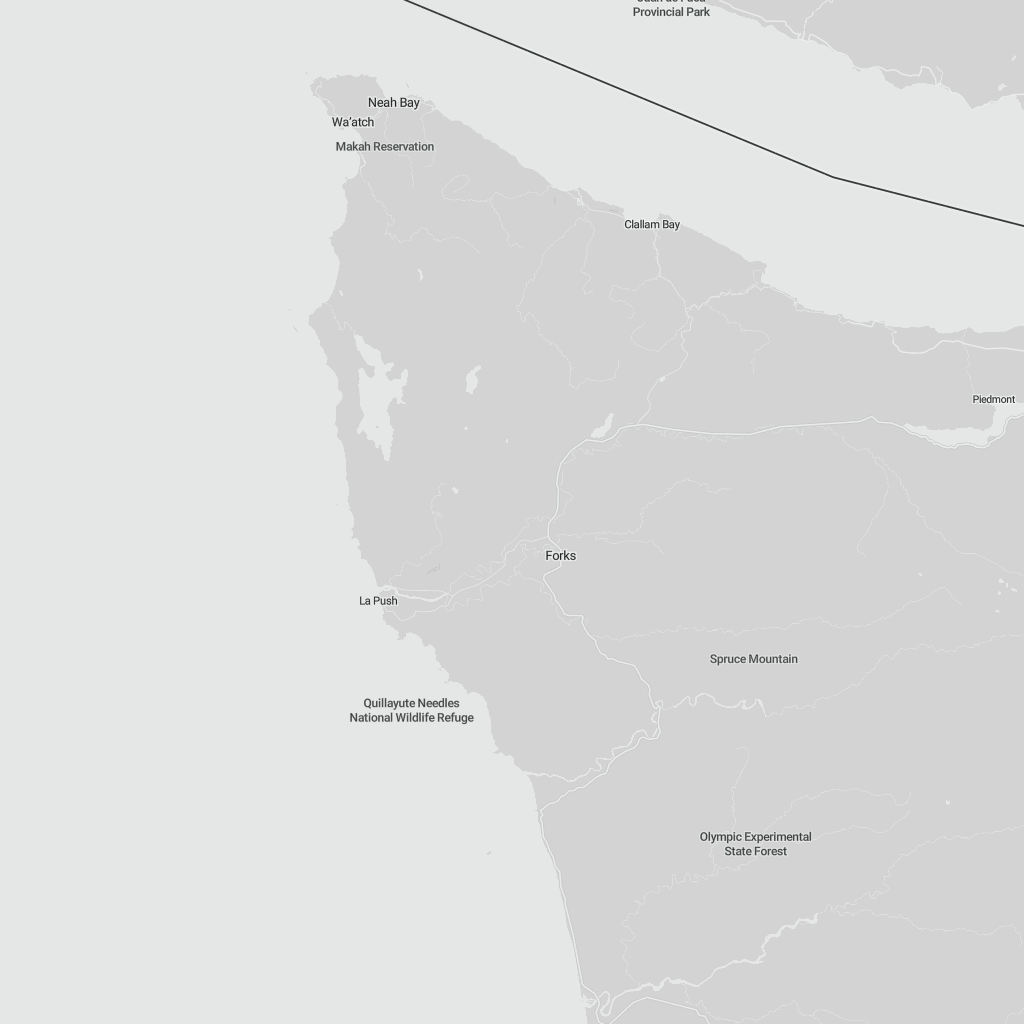 Provincial Park
Neah Bay
Wa'atch
Makah Reservation
Clallam Bay
Piedmont
Forks
La Push
Spruce Mountain
Quillayute Needles
National Wildlife Refuge
Olympic Experimental
State Forest